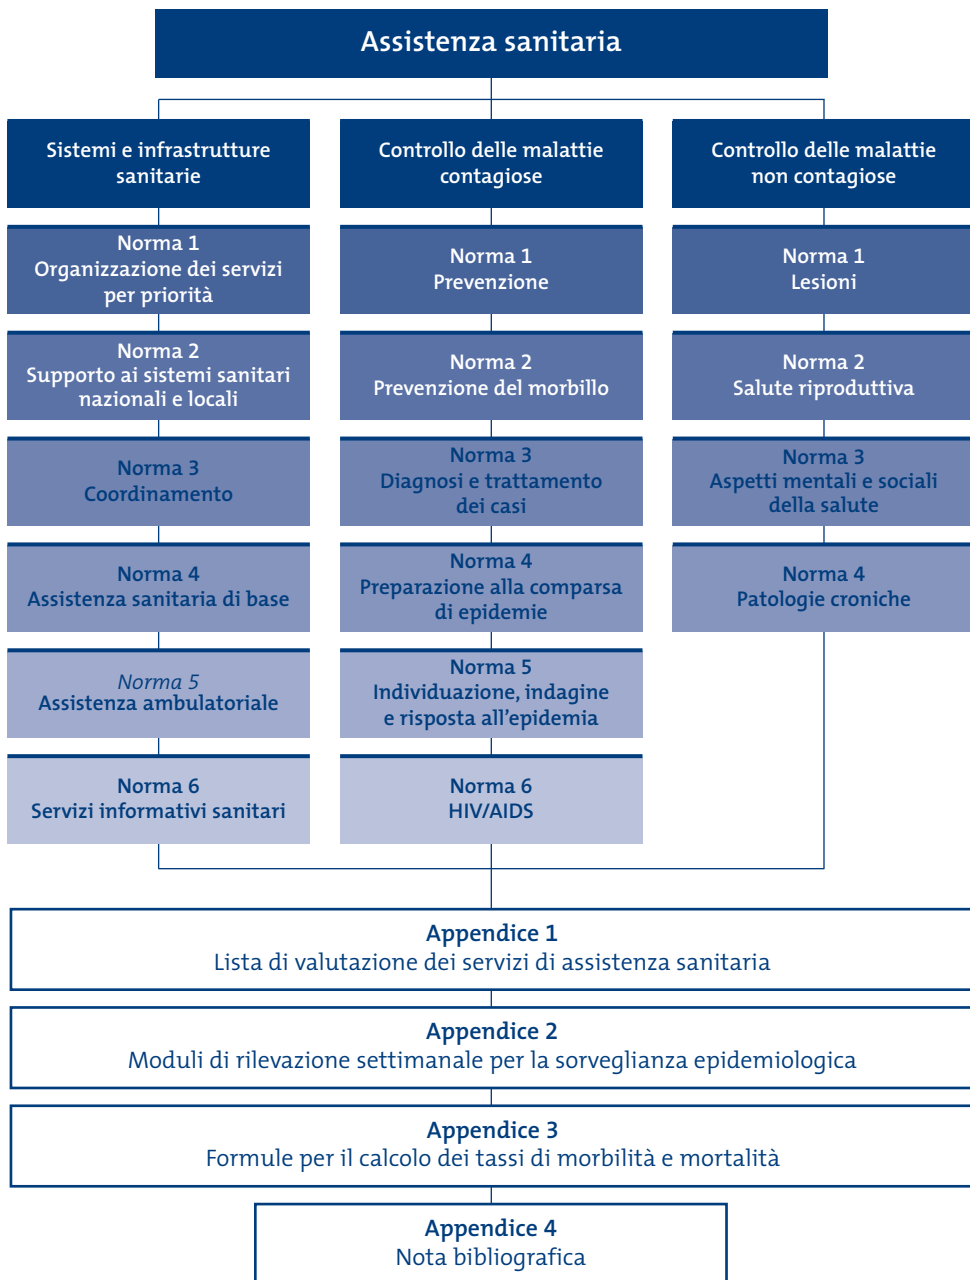 Assistenza sanitaria
Sistemi e infrastrutture
sanitarie
Norma 1
Organizzazione dei servizi
per priorità
Norma 2
Supporto ai sistemi sanitari
nazionali e locali
Norma 3
Coordinamento
Norma 4
Assistenza sanitaria di base
Norma 5
Assistenza ambulatoriale
Norma 6
Servizi informativi sanitari
Controllo delle malattie
contagiose
Norma 1
Prevenzione
Norma 2
Prevenzione del morbillo
Norma 3
Diagnosi e trattamento
dei casi
Norma 4
Preparazione alla comparsa
di epidemie
Norma 5
Individuazione, indagine
e risposta all’epidemia
Norma 6
HIV/AIDS
Controllo delle malattie
non contagiose
Norma 1
Lesioni
Norma 2
Salute riproduttiva
Norma 3
Aspetti mentali e sociali
della salute
Norma 4
Patologie croniche
Appendice 1
Lista di valutazione dei servizi di assistenza sanitaria
Appendice 2
Moduli di rilevazione settimanale per la sorveglianza epidemiologica
Appendice 3
Formule per il calcolo dei tassi di morbilità e mortalità
Appendice 4
Nota bibliografica